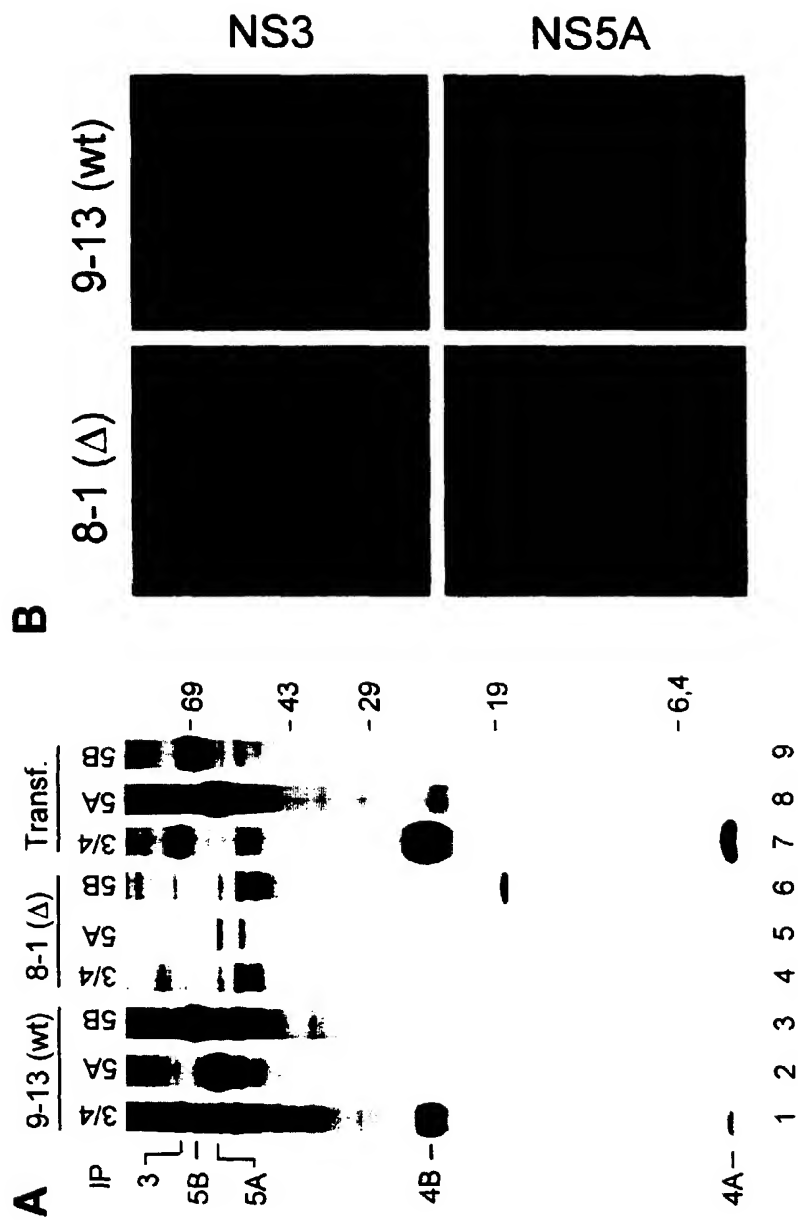 A
IP
9-13 (wt)
8-1 (Δ)
Transf.
3/4 5A 5B 3/4 5A 5B 3/4 5A 5B
3
5B
5A
4B
4A
- 69
- 43
- 29
- 19
- 6,4
1 2 3 4 5 6 7 8 9
B
8-1 (Δ)
9-13 (wt)
NS3
NS5A